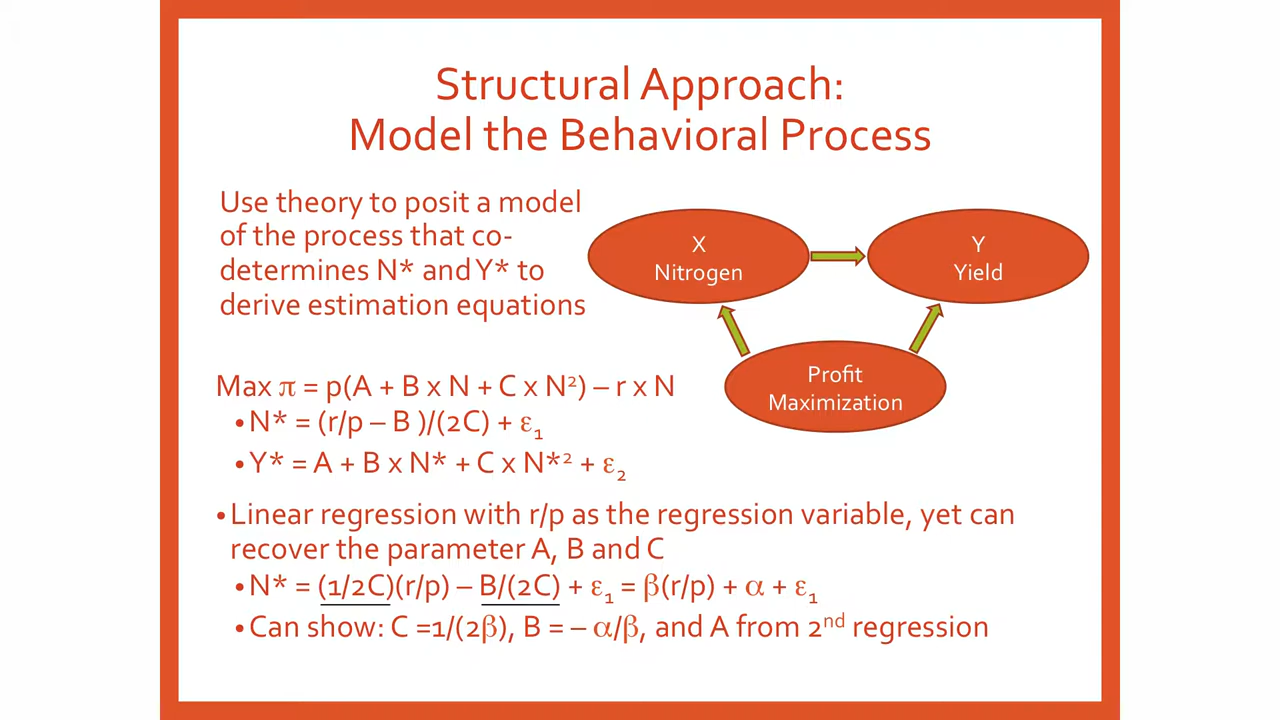 Structural Approach:
Model the Behavioral Process
Use theory to posit a model
of the process that co-
determines N* and Y* to
derive estimation equations
X
Nitrogen
Y
Yield
Profit
Maximization
Max π = p(A + B x N + C x N²) – r x N
•N* = (r/p – B )/(2C) + ε₁
•Y* = A + B x N* + C x N*² + ε₂
•Linear regression with r/p as the regression variable, yet can
recover the parameter A, B and C
•N* = (1/2C)(r/p) – B/(2C) + ε₁ = β(r/p) + α + ε₁
•Can show: C =1/(2β), B = – α/β, and A from 2nd regression